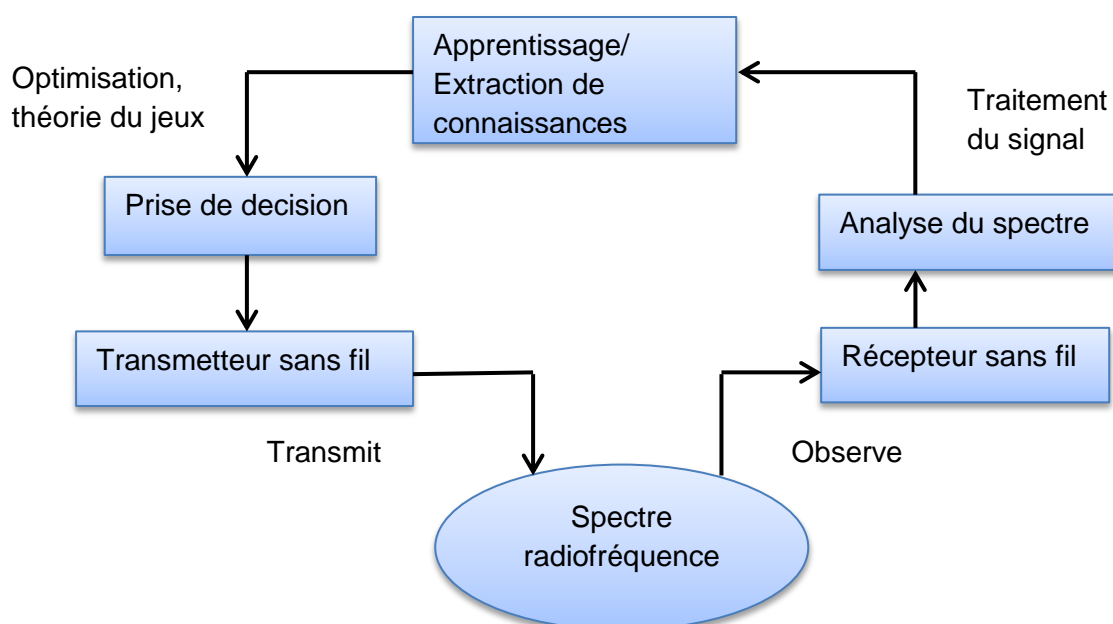 Apprentissage/
Extraction de
connaissances
Optimisation,
théorie du jeux
Traitement
du signal
Prise de decision
Analyse du spectre
Transmetteur sans fil
Récepteur sans fil
Transmit
Observe
Spectre
radiofréquence